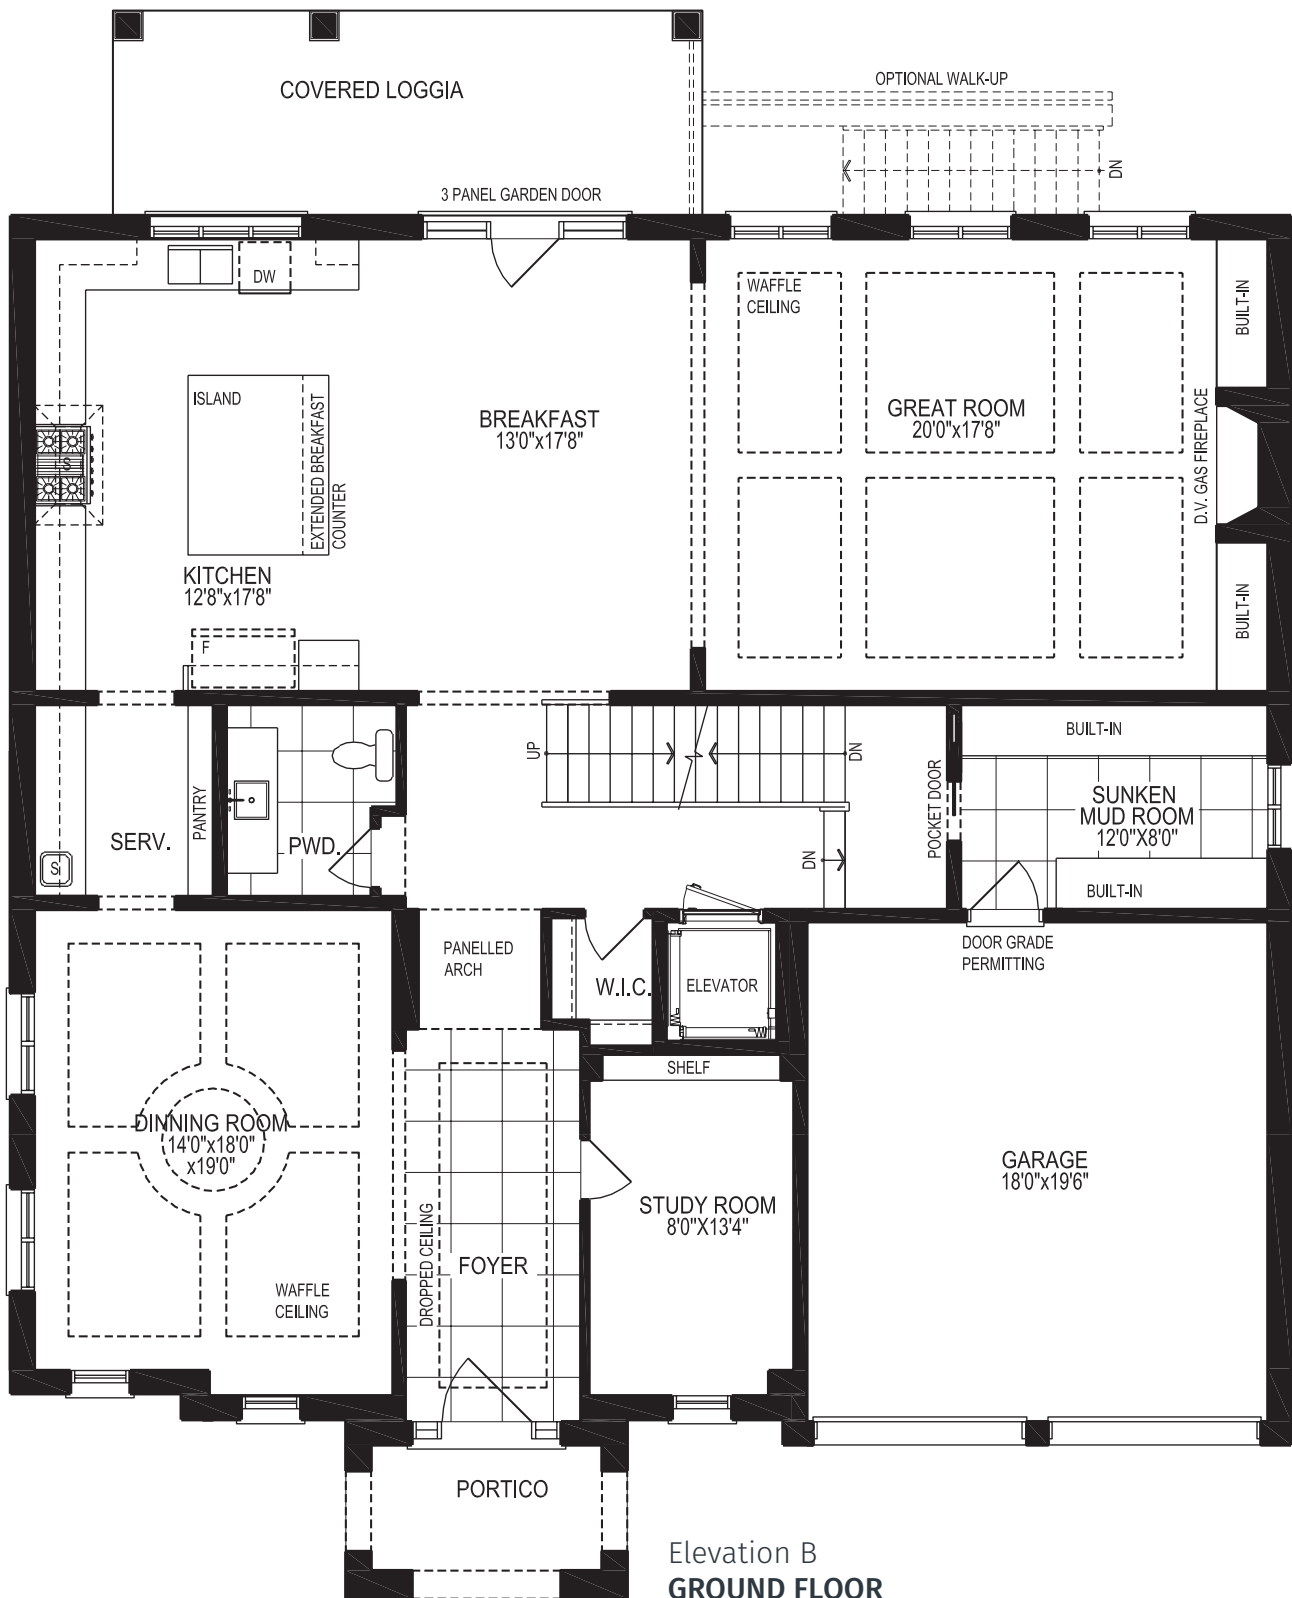 COVERED LOGGIA
OPTIONAL WALK-UP
DN
3 PANEL GARDEN DOOR
DW
WAFFLE
CEILING
BUILT-IN
ISLAND
EXTENDED BREAKFAST
COUNTER
BREAKFAST
13'0"x17'8"
GREAT ROOM
20'0"x17'8"
D.V. GAS FIREPLACE
S
KITCHEN
12'8"x17'8"
F
BUILT-IN
UP
DN
BUILT-IN
POCKET DOOR
SUNKEN
MUD ROOM
12'0"X8'0"
PANTRY
SERV.
PWD.
S
DN
BUILT-IN
PANELLED
ARCH
W.I.C.
ELEVATOR
DOOR GRADE
PERMITTING
SHELF
DINNING ROOM
14'0"x18'0"
x19'0"
GARAGE
18'0"x19'6"
STUDY ROOM
8'0"X13'4"
DROPPED CEILING
FOYER
WAFFLE
CEILING
PORTICO
Elevation B
GROUND FLOOR